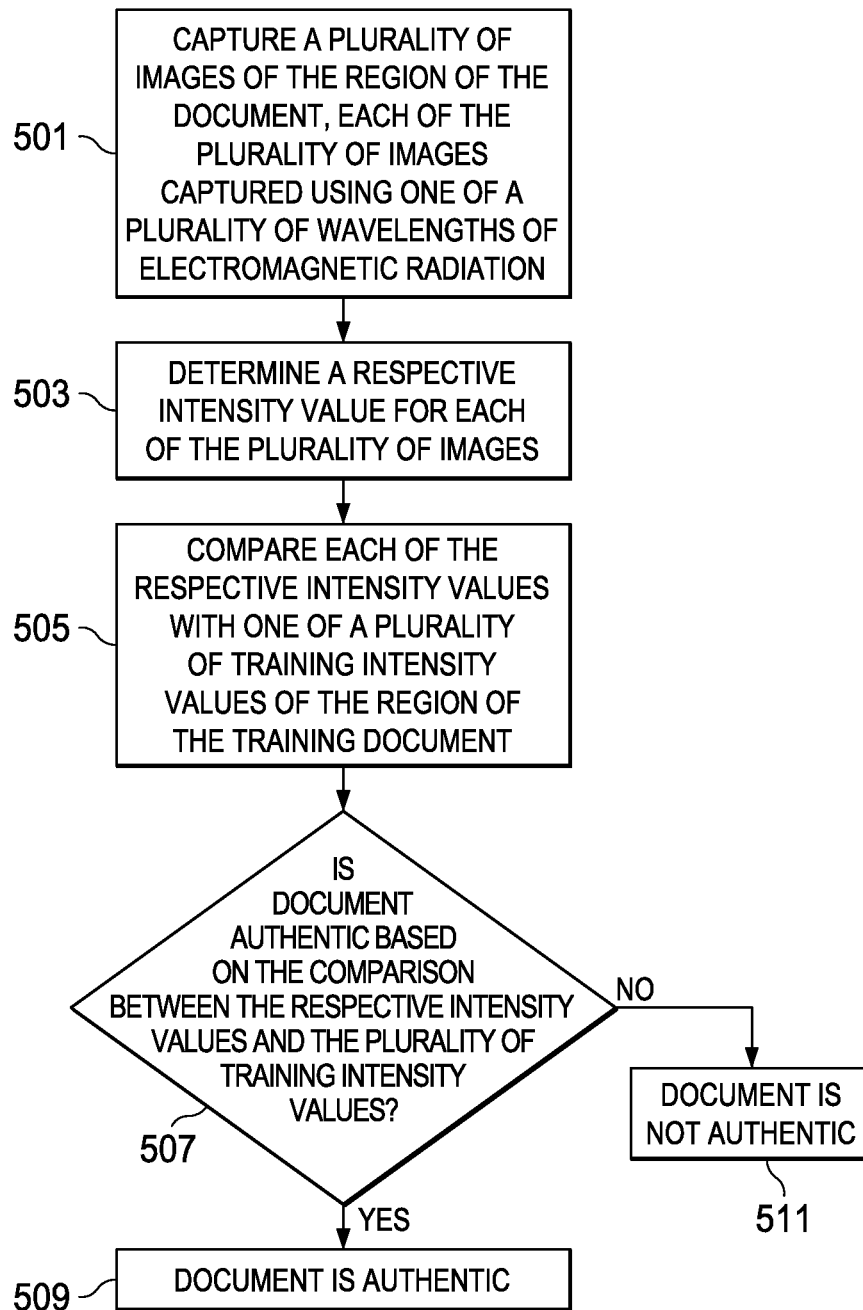 CAPTURE A PLURALITY OF
IMAGES OF THE REGION OF THE
DOCUMENT, EACH OF THE
PLURALITY OF IMAGES
CAPTURED USING ONE OF A
PLURALITY OF WAVELENGTHS OF
ELECTROMAGNETIC RADIATION
501
DETERMINE A RESPECTIVE
INTENSITY VALUE FOR EACH
OF THE PLURALITY OF IMAGES
503
COMPARE EACH OF THE
RESPECTIVE INTENSITY VALUES
WITH ONE OF A PLURALITY
OF TRAINING INTENSITY
VALUES OF THE REGION OF
THE TRAINING DOCUMENT
505
IS
DOCUMENT
AUTHENTIC BASED
ON THE COMPARISON
BETWEEN THE RESPECTIVE INTENSITY
VALUES AND THE PLURALITY OF
TRAINING INTENSITY
VALUES?
507
NO
DOCUMENT IS
NOT AUTHENTIC
511
YES
DOCUMENT IS AUTHENTIC
509